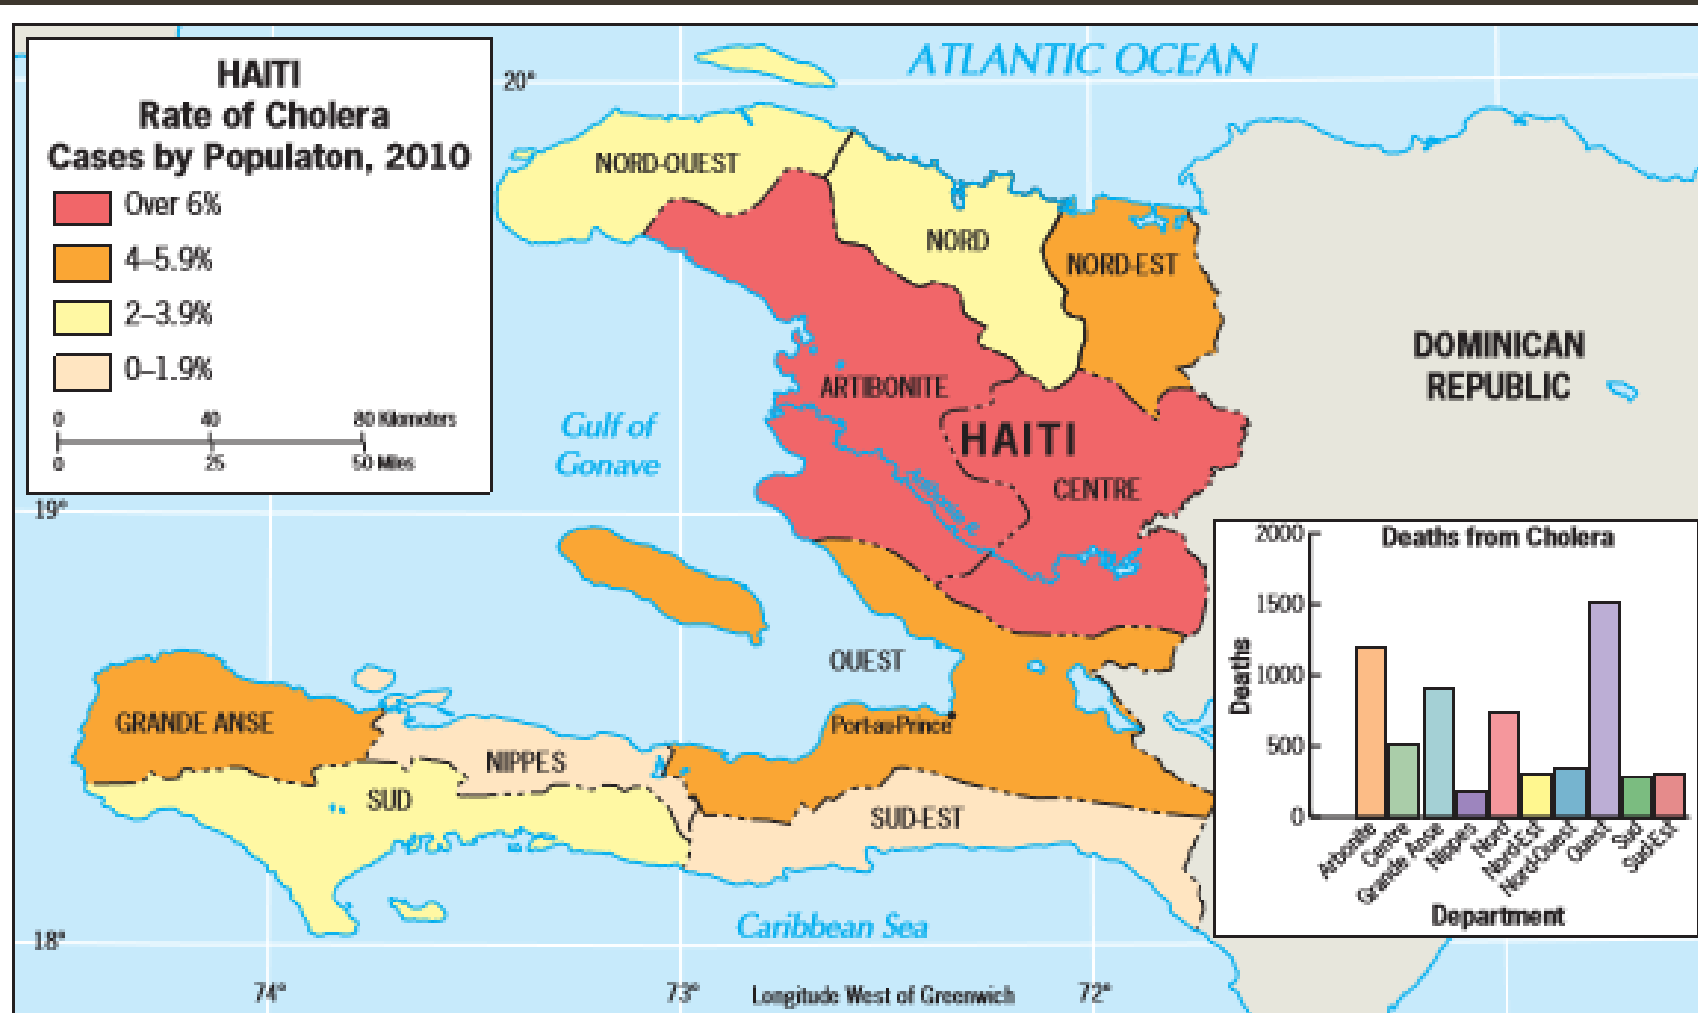 HAITI
Rate of Cholera
Cases by Populaton, 2010
Over 6%
4–5.9%
2–3.9%
0–1.9%
0 40 80 Kilometers
0 25 50 Miles
ATLANTIC OCEAN
20°
NORD-OUEST
NORD
NORD-EST
DOMINICAN
REPUBLIC
ARTIBONITE
HAITI
CENTRE
Artibonite R.
Gulf of
Gonave
19°
OUEST
Port-au-Prince
GRANDE ANSE
NIPPES
SUD
SUD-EST
Caribbean Sea
18°
74°
73°
Longitude West of Greenwich
72°
Deaths from Cholera
2000
1500
1000
500
0
Deaths
Arbonite
Centre
Grande Anse
Nippes
Nord
Nord-Est
Nord-Ouest
Ouest
Sud
Sud-Est
Department